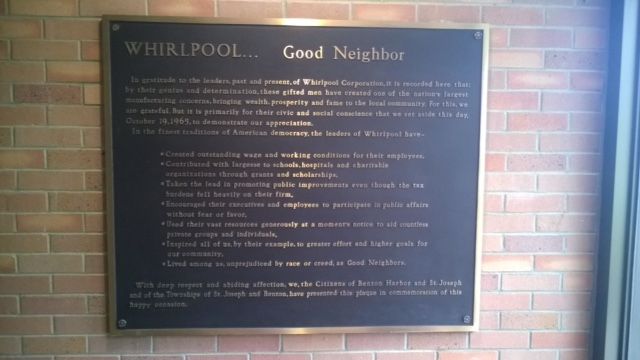 WHIRLPOOL... Good Neighbor
In gratitude to the leaders, past and present, of Whirlpool Corporation, it is recorded here that:
by their genius and determination, these gifted men have created one of the nation's largest
manufacturing concerns, bringing wealth, prosperity and fame to the local community. For this, we
are grateful. But it is primarily for their civic and social conscience that we set aside this day,
October 19, 1965, to demonstrate our appreciation.
In the finest traditions of American democracy, the leaders of Whirlpool have—
* Created outstanding wage and working conditions for their employees.
* Contributed with largesse to schools, hospitals and charitable
organizations through grants and scholarships.
* Taken the lead in promoting public improvements even though the tax
burdens fell heavily on their firm.
* Encouraged their executives and employees to participate in public affairs
without fear or favor.
* Used their vast resources generously at a moment's notice to aid countless
private groups and individuals.
* Inspired all of us, by their example, to greater effort and higher goals for
our community.
* Lived among us, unprejudiced by race or creed, as Good Neighbors.
With deep respect and abiding affection, we, the Citizens of Benton Harbor and St. Joseph
and of the Townships of St. Joseph and Benton, have presented this plaque in commemoration of this
happy occasion.